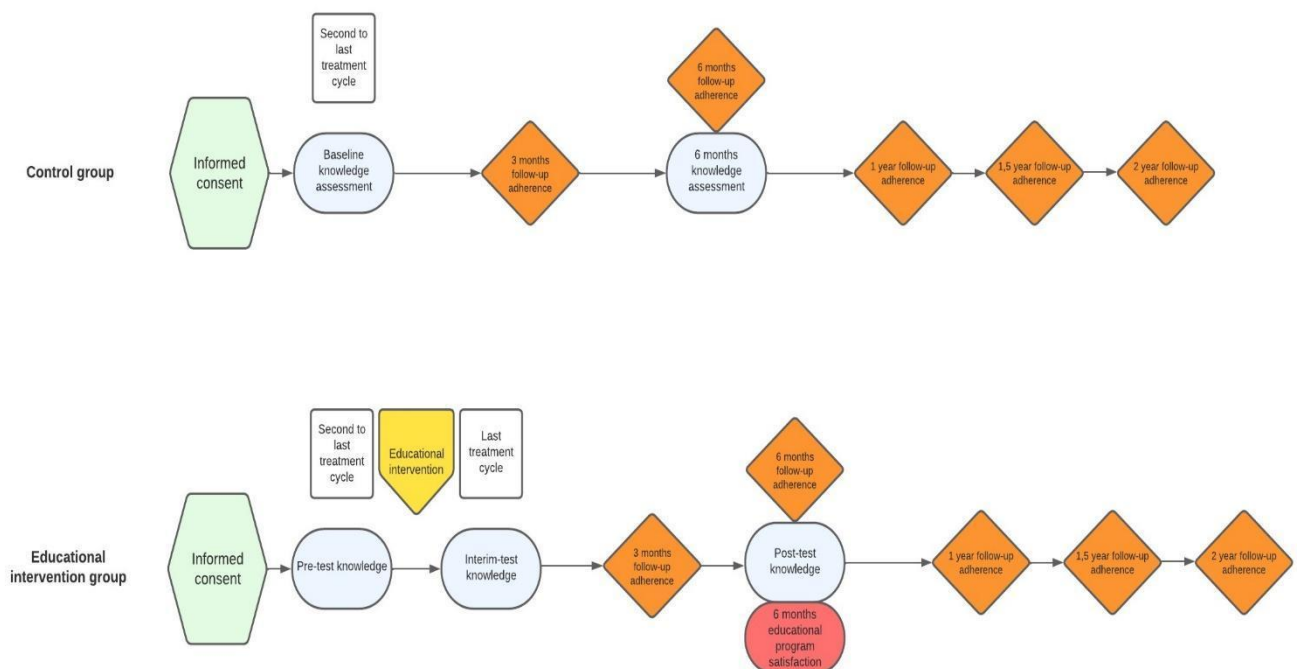 Second to
last
treatment
cycle
6 months
follow-up
adherence
Control group
Informed
consent
Baseline
knowledge
assessment
3 months
follow-up
adherence
6 months
knowledge
assessment
1 year follow-up
adherence
1,5 year follow-up
adherence
2 year follow-up
adherence
Second to
last
treatment
cycle
Educational
intervention
Last
treatment
cycle
6 months
follow-up
adherence
Educational
intervention group
Informed
consent
Pre-test knowledge
Interim-test
knowledge
3 months
follow-up
adherence
Post-test
knowledge
1 year follow-up
adherence
1,5 year follow-up
adherence
2 year follow-up
adherence
6 months
educational
program
satisfaction